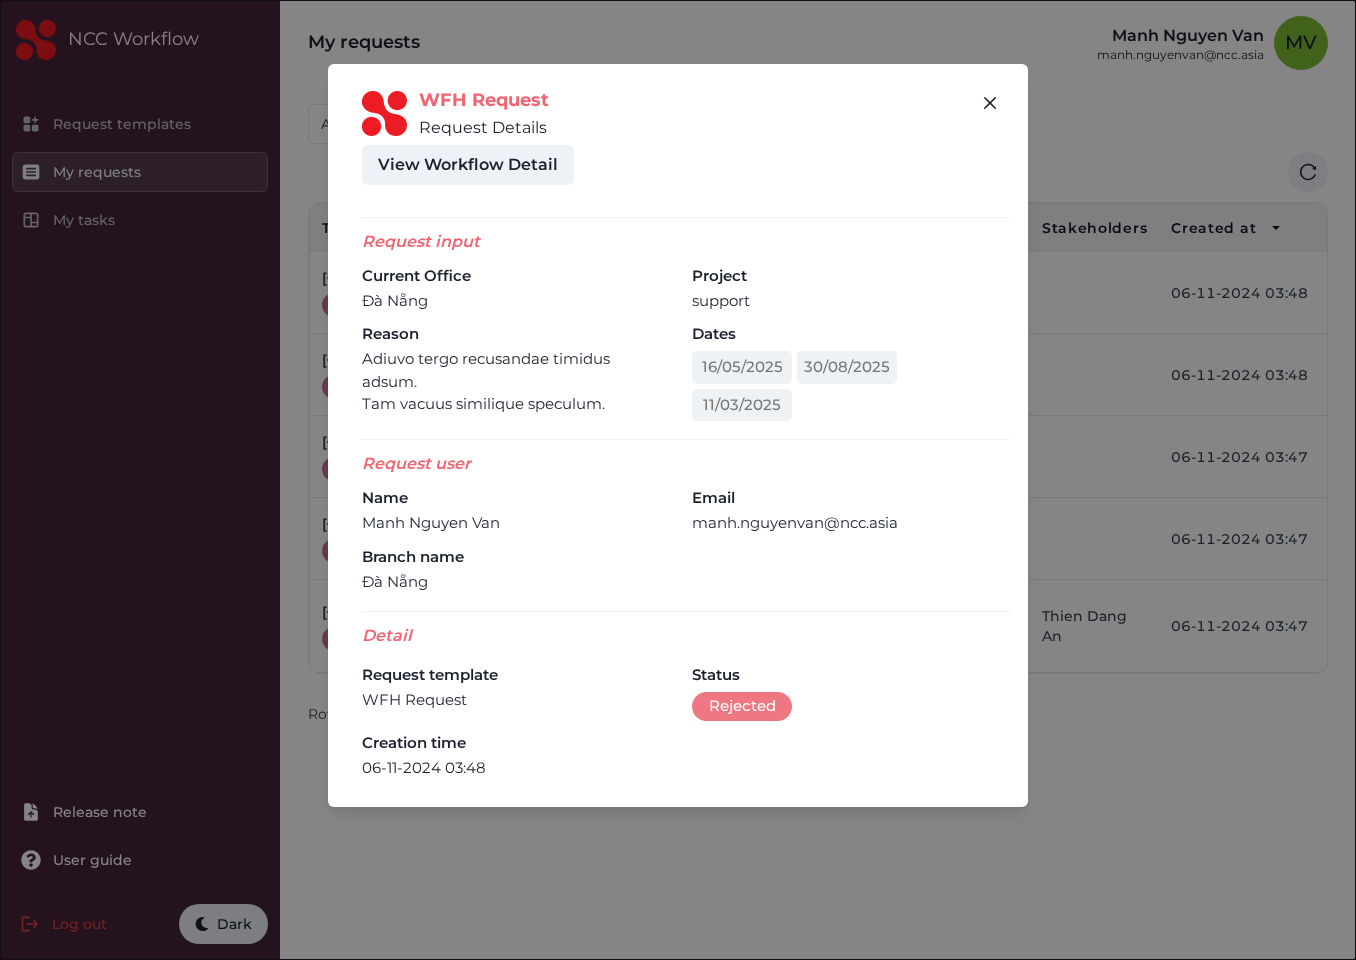 NCC Workflow
Request templates
My requests
My tasks
Release note
User guide
Log out
Dark
My requests
Manh Nguyen Van
manh.nguyenvan@ncc.asia
MV
Stakeholders
Created at
06-11-2024 03:48
06-11-2024 03:48
06-11-2024 03:47
06-11-2024 03:47
Thien Dang
An
06-11-2024 03:47
WFH Request
Request Details
View Workflow Detail
Request input
Current Office
Đà Nẵng
Project
support
Reason
Adiuvo tergo recusandae timidus
adsum.
Tam vacuus similique speculum.
Dates
16/05/2025
30/08/2025
11/03/2025
Request user
Name
Manh Nguyen Van
Email
manh.nguyenvan@ncc.asia
Branch name
Đà Nẵng
Detail
Request template
WFH Request
Status
Rejected
Creation time
06-11-2024 03:48